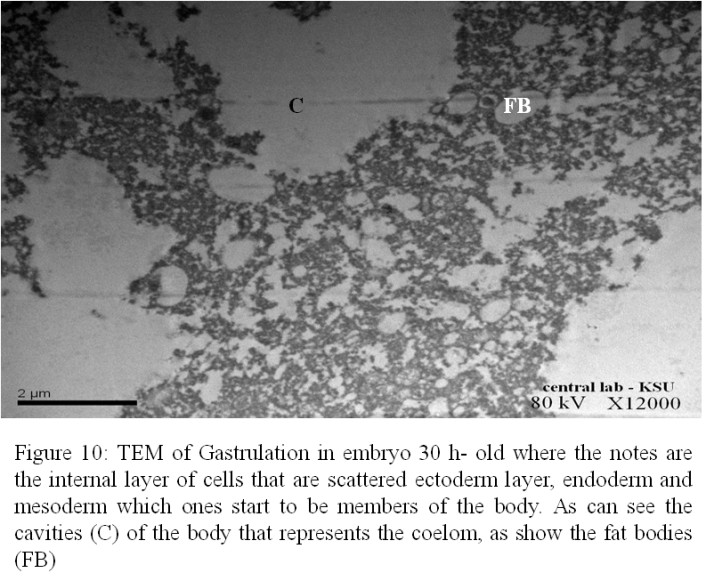 C
FB
2 µm
central lab - KSU
80 kV X12000
Figure 10: TEM of Gastrulation in embryo 30 h- old where the notes are
the internal layer of cells that are scattered ectoderm layer, endoderm and
mesoderm which ones start to be members of the body. As can see the
cavities (C) of the body that represents the coelom, as show the fat bodies
(FB)